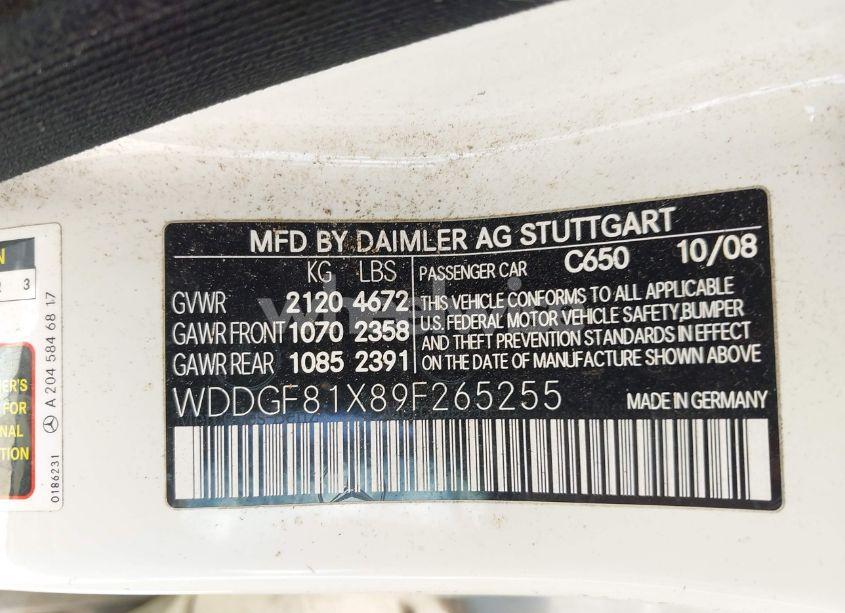 MFD BY DAIMLER AG STUTTGART
KG LBS
GVWR 2120 4672
GAWR FRONT 1070 2358
GAWR REAR 1085 2391
PASSENGER CAR C650 10/08
THIS VEHICLE CONFORMS TO ALL APPLICABLE
U.S. FEDERAL MOTOR VEHICLE SAFETY, BUMPER
AND THEFT PREVENTION STANDARDS IN EFFECT
ON THE DATE OF MANUFACTURE SHOWN ABOVE
WDDGF81X89F265255 MADE IN GERMANY
A 204 584 68 17
0186231
3
FOR